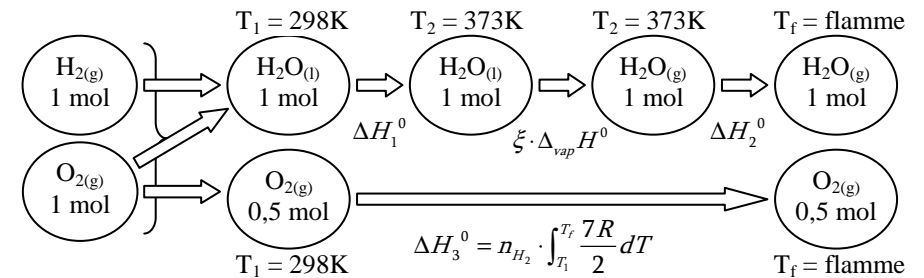 T₁ = 298K T₂ = 373K T₂ = 373K T_f = flamme
H₂(g)
1 mol
H₂O(l)
1 mol
H₂O(l)
1 mol
H₂O(g)
1 mol
H₂O(g)
1 mol
ΔH₁⁰ ξ · Δ_vap H⁰ ΔH₂⁰
O₂(g)
1 mol
O₂(g)
0,5 mol
O₂(g)
0,5 mol
ΔH₃⁰ = n_H₂ · ∫_T₁^T_f 7R/2 dT
T₁ = 298K T_f = flamme